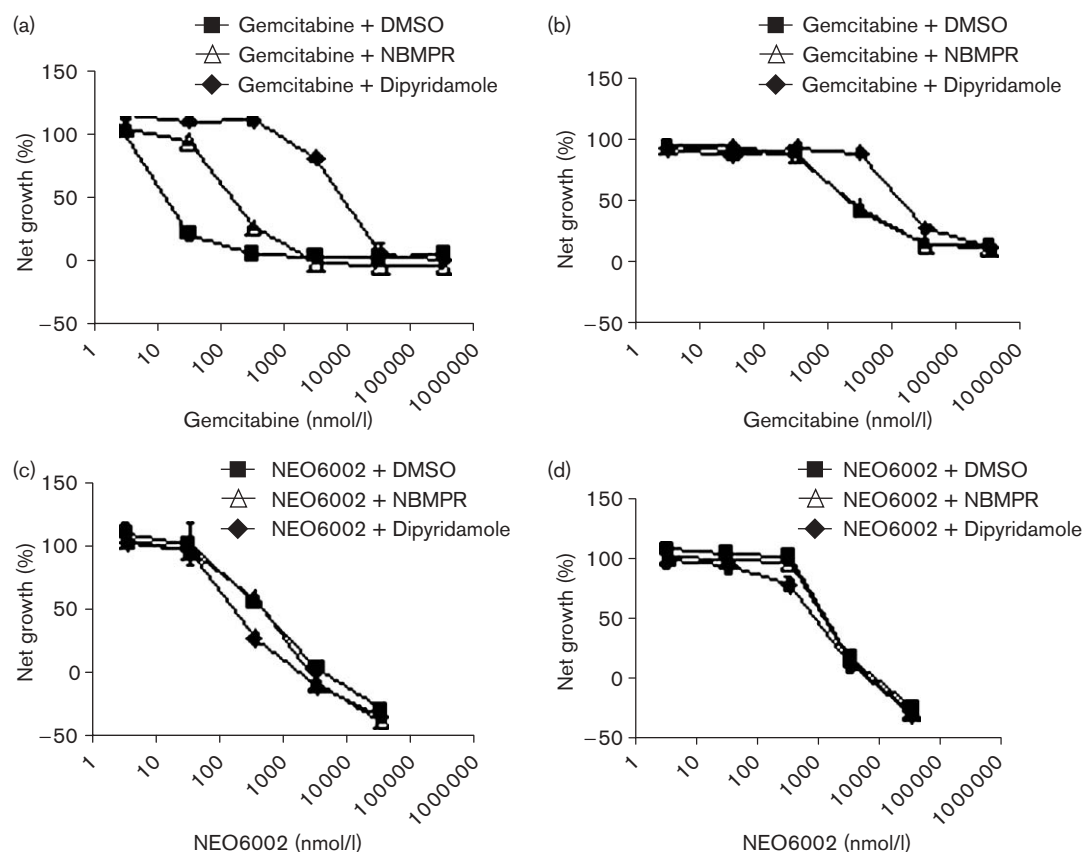 (a)
Gemcitabine + DMSO
Gemcitabine + NBMPR
Gemcitabine + Dipyridamole
150
100
50
0
−50
Net growth (%)
1
10
100
1000
10000
100000
1000000
Gemcitabine (nmol/l)
(b)
Gemcitabine + DMSO
Gemcitabine + NBMPR
Gemcitabine + Dipyridamole
150
100
50
0
−50
Net growth (%)
1
10
100
1000
10000
100000
1000000
Gemcitabine (nmol/l)
(c)
NEO6002 + DMSO
NEO6002 + NBMPR
NEO6002 + Dipyridamole
150
100
50
0
−50
Net growth (%)
1
10
100
1000
10000
100000
1000000
NEO6002 (nmol/l)
(d)
NEO6002 + DMSO
NEO6002 + NBMPR
NEO6002 + Dipyridamole
150
100
50
0
−50
Net growth (%)
1
10
100
1000
10000
100000
1000000
NEO6002 (nmol/l)